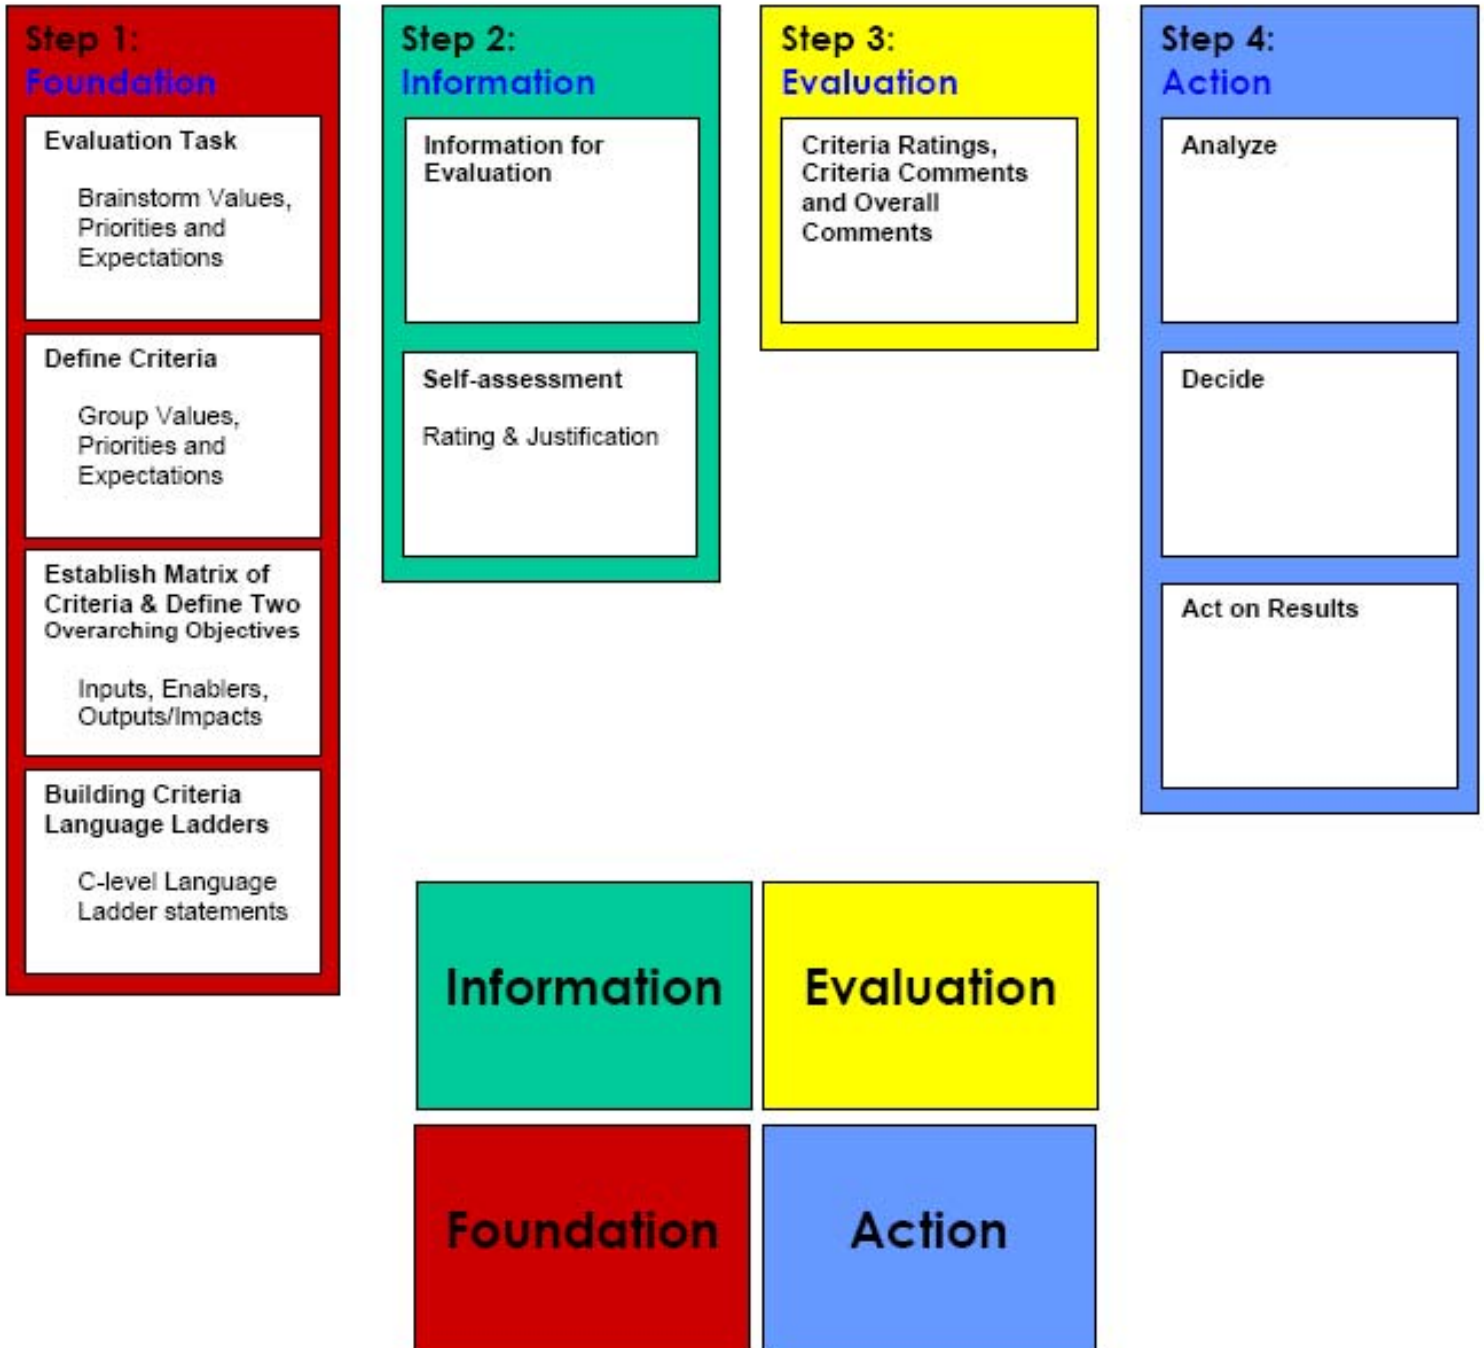 Step 1:
Foundation
Evaluation Task
Brainstorm Values,
Priorities and
Expectations
Define Criteria
Group Values,
Priorities and
Expectations
Establish Matrix of
Criteria & Define Two
Overarching Objectives
Inputs, Enablers,
Outputs/Impacts
Building Criteria
Language Ladders
C-level Language
Ladder statements
Step 2:
Information
Information for
Evaluation
Self-assessment
Rating & Justification
Step 3:
Evaluation
Criteria Ratings,
Criteria Comments
and Overall
Comments
Step 4:
Action
Analyze
Decide
Act on Results
Information
Evaluation
Foundation
Action